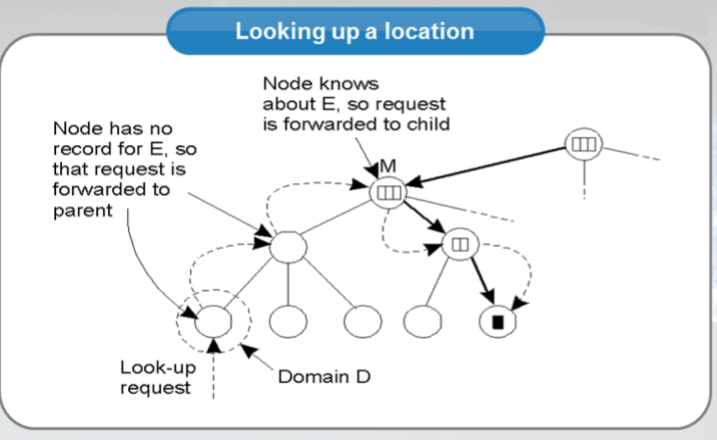 Looking up a location
Node knows
about E, so request
is forwarded to child
Node has no
record for E, so
that request is
forwarded to
parent
M
Look-up
request
Domain D